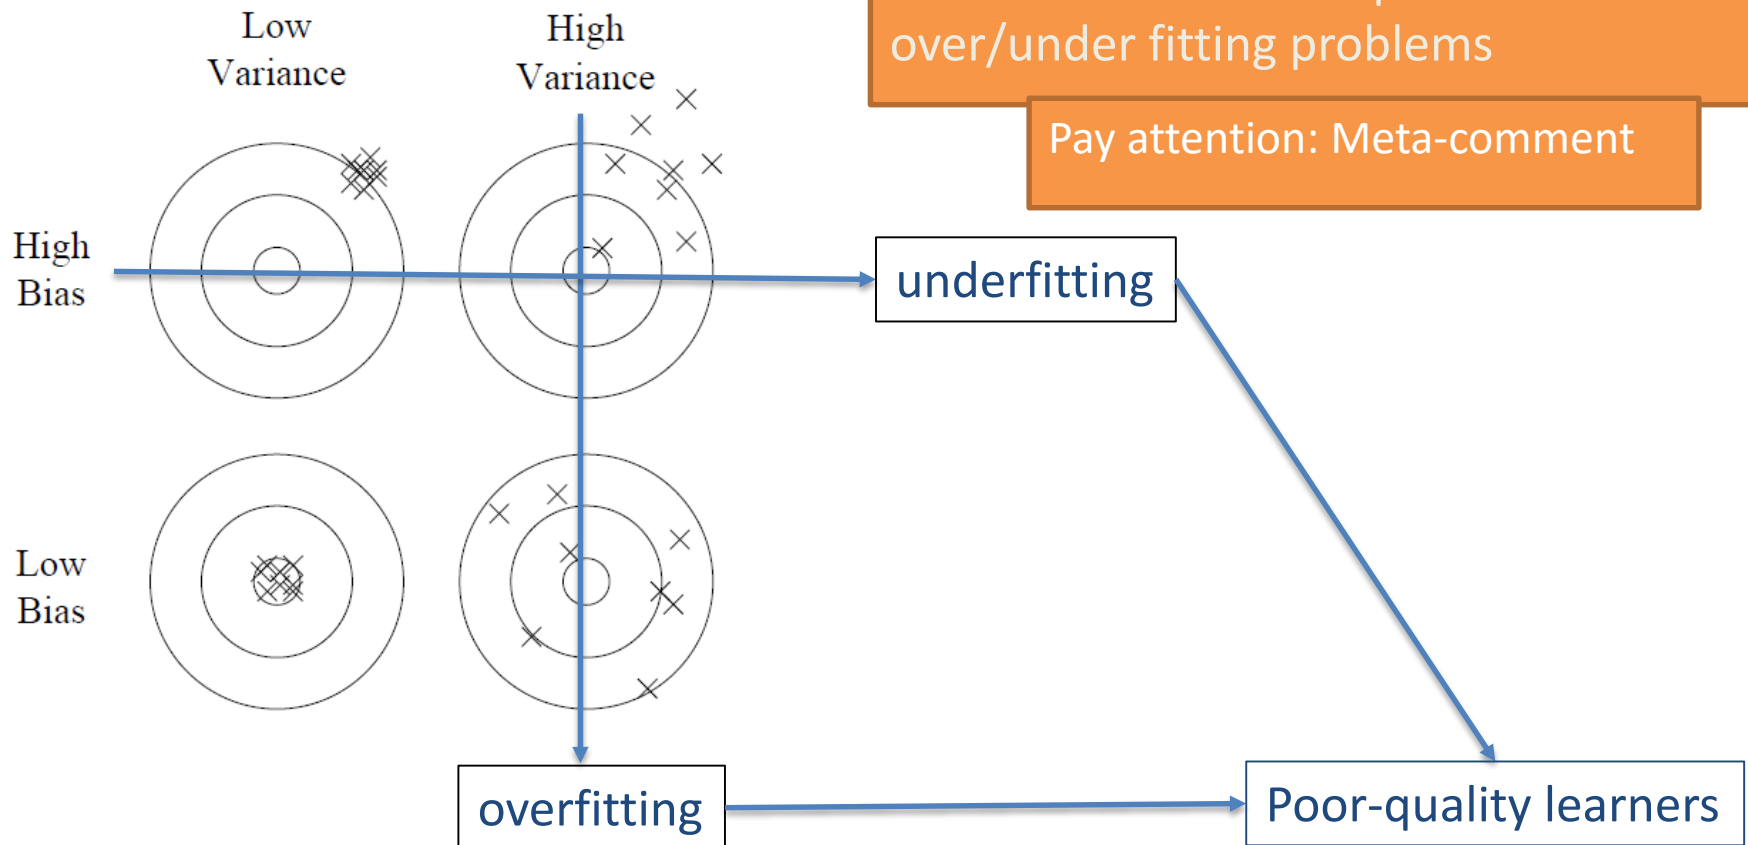 Low
Variance
High
Variance
over/under fitting problems
Pay attention: Meta-comment
High
Bias
underfitting
Low
Bias
overfitting
Poor-quality learners